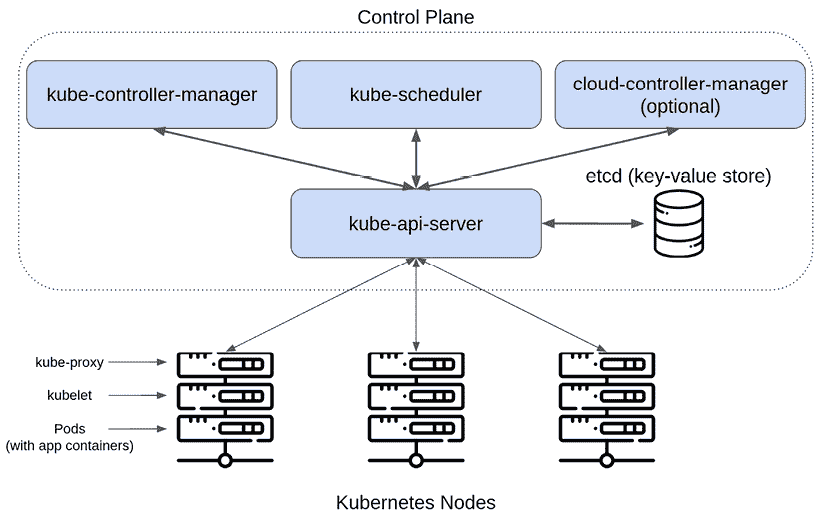 Control Plane
kube-controller-manager
kube-scheduler
cloud-controller-manager
(optional)
etcd (key-value store)
kube-api-server
kube-proxy
kubelet
Pods
(with app containers)
Kubernetes Nodes